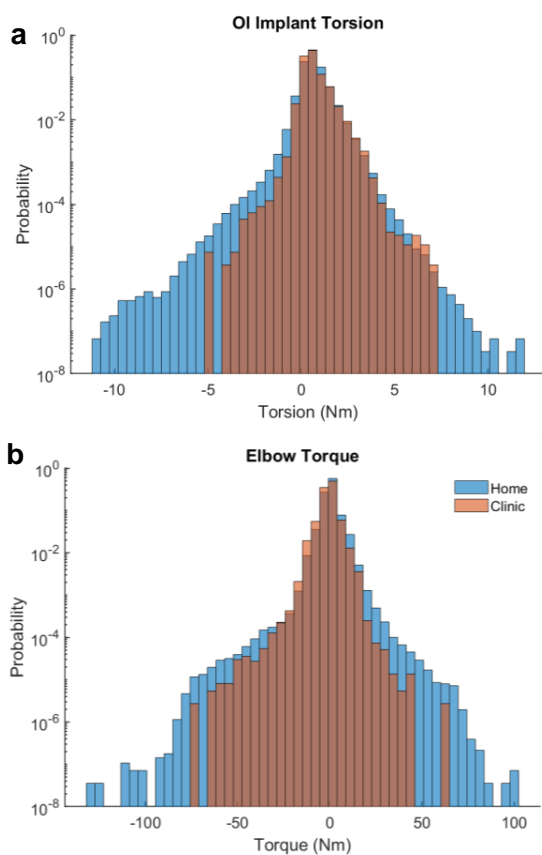 a
OI Implant Torsion
Probability
10^0
10^-2
10^-4
10^-6
10^-8
-10 -5 0 5 10
Torsion (Nm)
b
Elbow Torque
Probability
10^0
10^-2
10^-4
10^-6
10^-8
Home
Clinic
-100 -50 0 50 100
Torque (Nm)